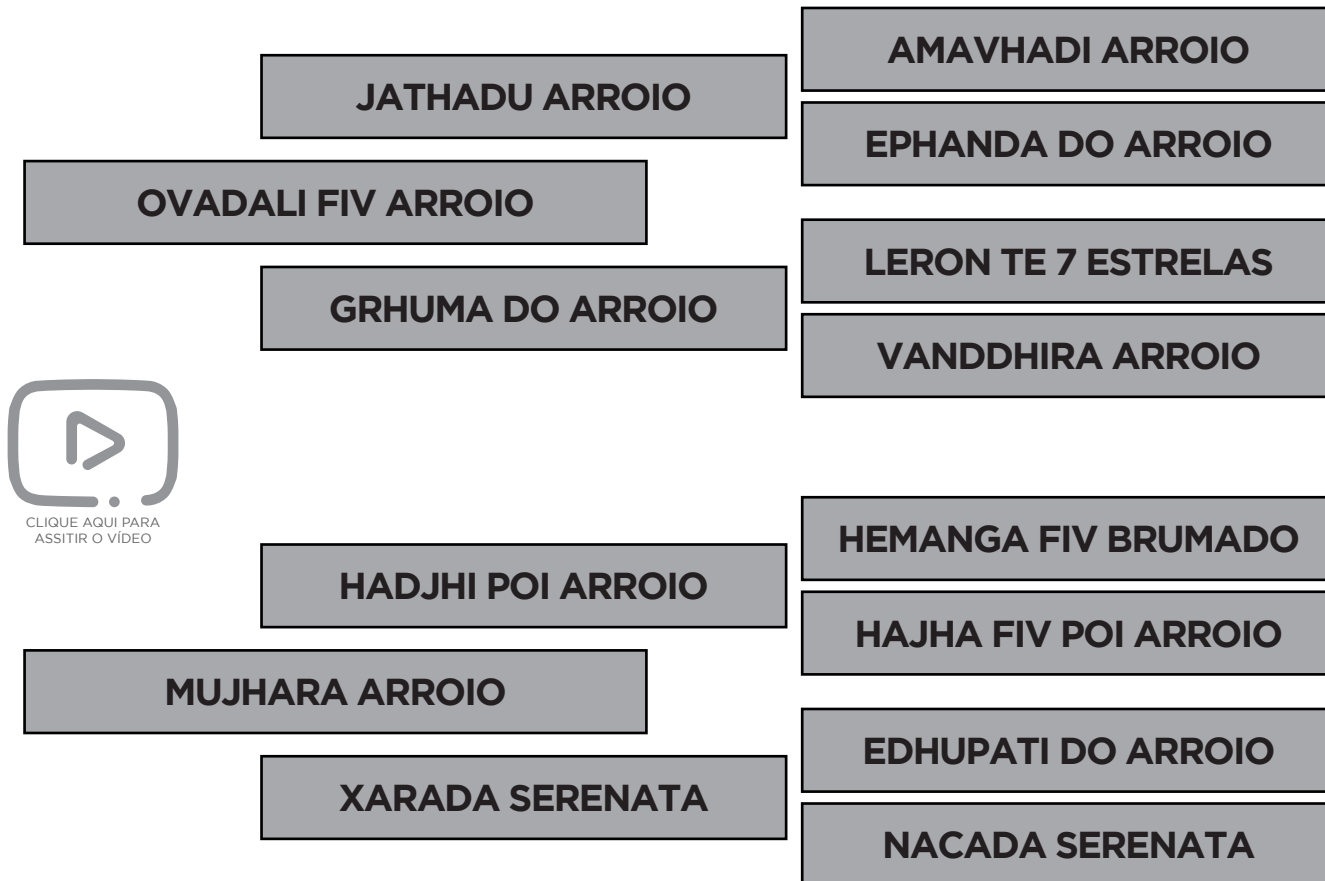 AMAVHADI ARROIO
JATHADU ARROIO
EPHANDA DO ARROIO
OVADALI FIV ARROIO
LERON TE 7 ESTRELAS
GRHUMA DO ARROIO
VANDDHIRA ARROIO
CLIQUE AQUI PARA
ASSITIR O VÍDEO
HEMANGA FIV BRUMADO
HADJHI POI ARROIO
HAJHA FIV POI ARROIO
MUJHARA ARROIO
EDHUPATI DO ARROIO
XARADA SERENATA
NACADA SERENATA